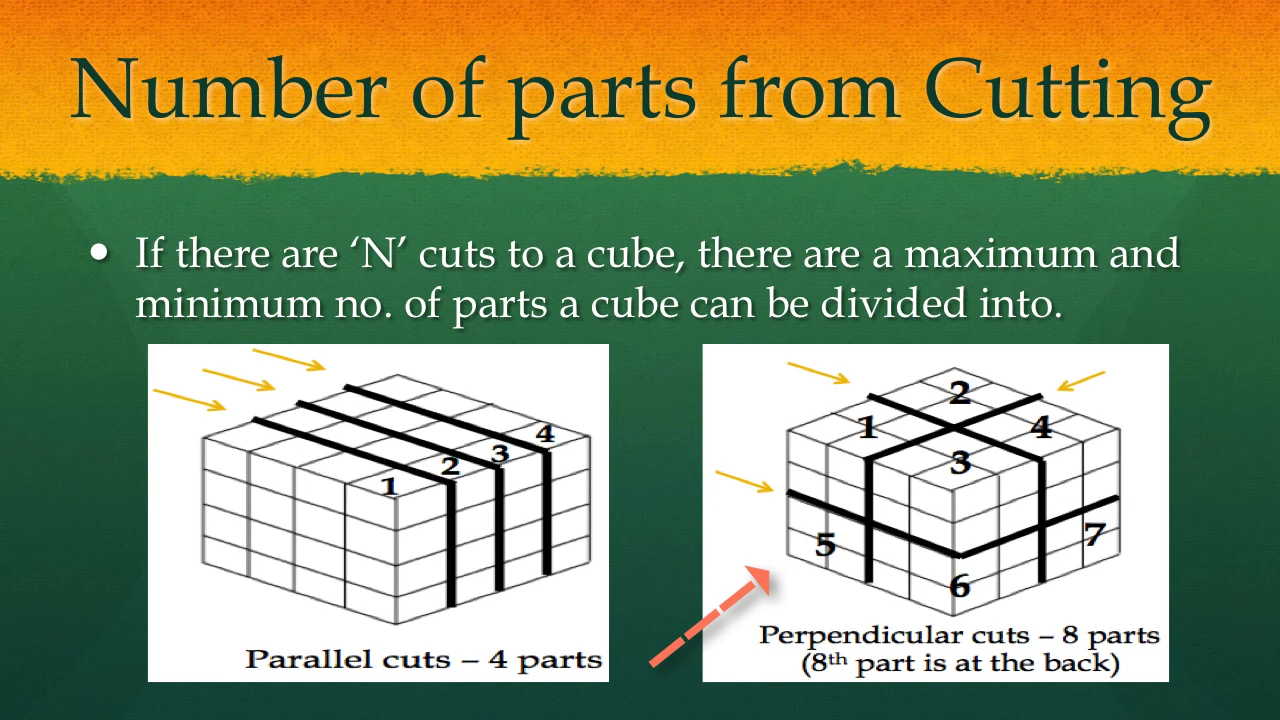 Number of parts from Cutting
• If there are ‘N’ cuts to a cube, there are a maximum and
minimum no. of parts a cube can be divided into.
1
2
3
4
Parallel cuts – 4 parts
2
1
4
3
5
7
6
Perpendicular cuts – 8 parts
(8th part is at the back)